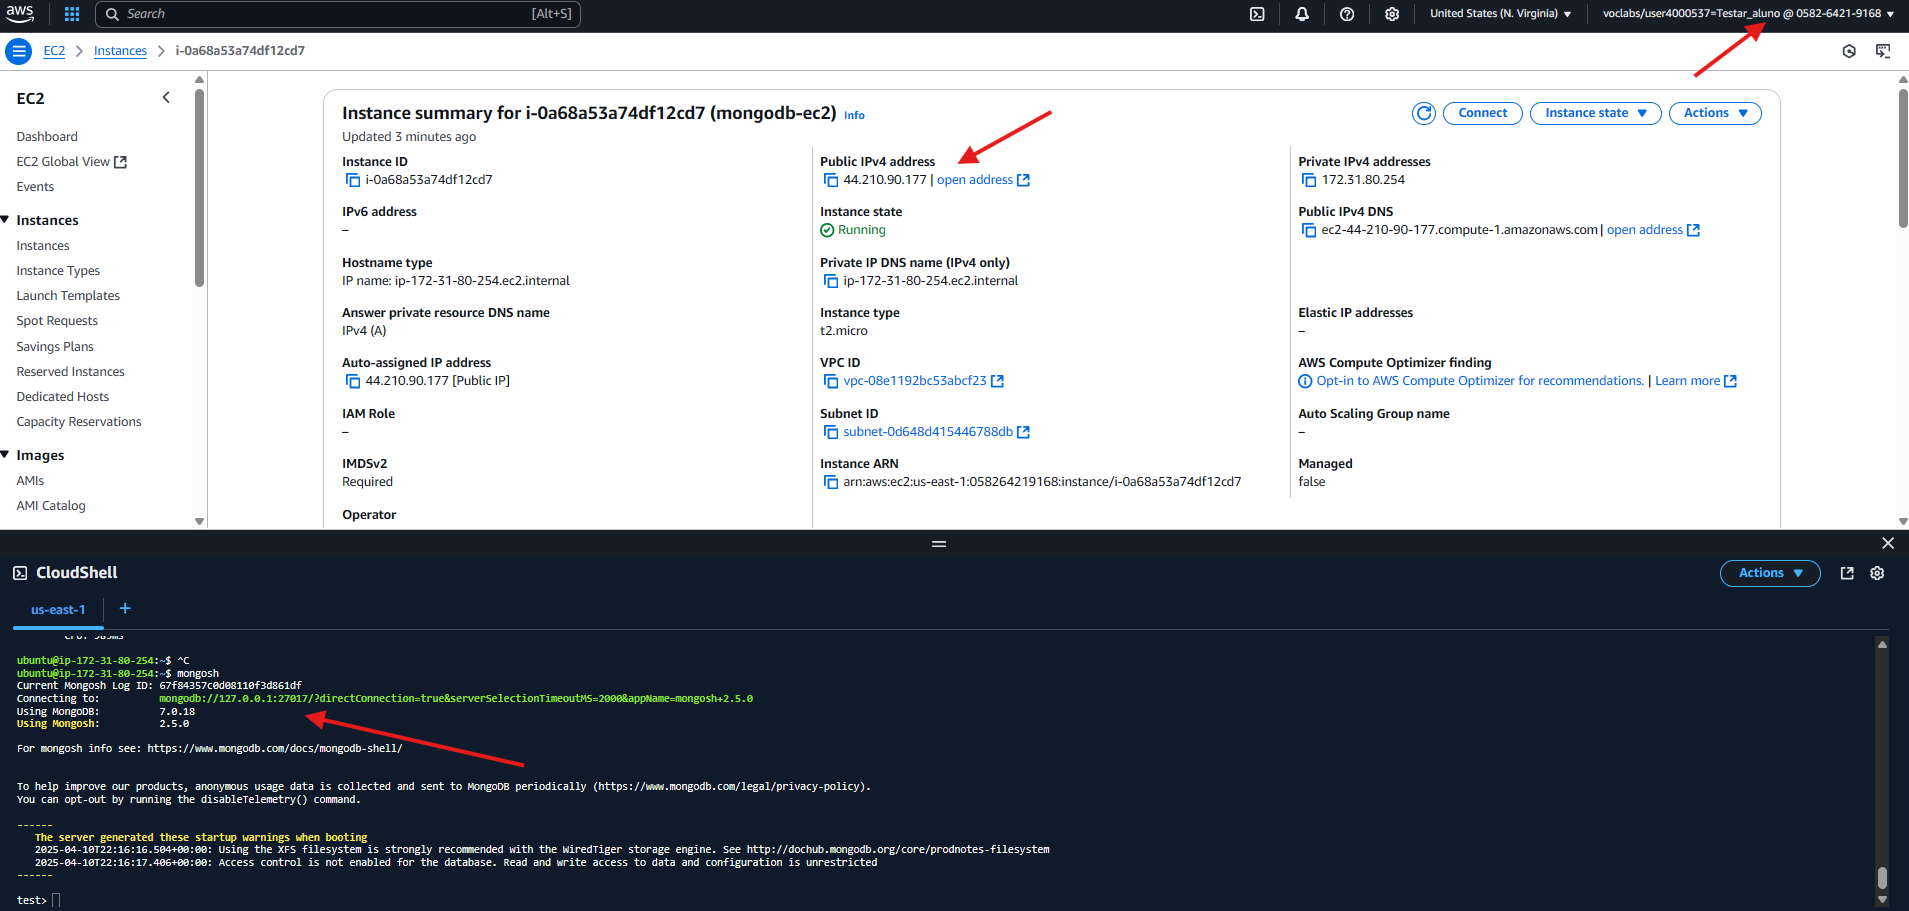 aws
Search [Alt+S]
United States (N. Virginia)
voclabs/user4000537=Testar_aluno @ 0582-6421-9168
EC2 > Instances > i-0a68a53a74df12cd7
EC2
Dashboard
EC2 Global View
Events
Instances
Instances
Instance Types
Launch Templates
Spot Requests
Savings Plans
Reserved Instances
Dedicated Hosts
Capacity Reservations
Images
AMIs
AMI Catalog
Instance summary for i-0a68a53a74df12cd7 (mongodb-ec2) Info
Updated 3 minutes ago
Connect
Instance state
Actions
Instance ID
i-0a68a53a74df12cd7
IPv6 address
–
Hostname type
IP name: ip-172-31-80-254.ec2.internal
Answer private resource DNS name
IPv4 (A)
Auto-assigned IP address
44.210.90.177 [Public IP]
IAM Role
–
IMDSv2
Required
Operator
Public IPv4 address
44.210.90.177 | open address
Instance state
Running
Private IP DNS name (IPv4 only)
ip-172-31-80-254.ec2.internal
Instance type
t2.micro
VPC ID
vpc-08e1192bc53abcf23
Subnet ID
subnet-0d648d415446788db
Instance ARN
arn:aws:ec2:us-east-1:058264219168:instance/i-0a68a53a74df12cd7
Private IPv4 addresses
172.31.80.254
Public IPv4 DNS
ec2-44-210-90-177.compute-1.amazonaws.com | open address
Elastic IP addresses
–
AWS Compute Optimizer finding
Opt-in to AWS Compute Optimizer for recommendations. | Learn more
Auto Scaling Group name
–
Managed
false
CloudShell
Actions
us-east-1 +
CPU: 985ms
ubuntu@ip-172-31-80-254:~$ ^C
ubuntu@ip-172-31-80-254:~$ mongosh
Current Mongosh Log ID: 67f84357c0d08110f3d861df
Connecting to: mongodb://127.0.0.1:27017/?directConnection=true&serverSelectionTimeoutMS=2000&appName=mongosh+2.5.0
Using MongoDB: 7.0.18
Using Mongosh: 2.5.0
For mongosh info see: https://www.mongodb.com/docs/mongodb-shell/
To help improve our products, anonymous usage data is collected and sent to MongoDB periodically (https://www.mongodb.com/legal/privacy-policy).
You can opt-out by running the disableTelemetry() command.
------
The server generated these startup warnings when booting
2025-04-10T22:16:16.504+00:00: Using the XFS filesystem is strongly recommended with the WiredTiger storage engine. See http://dochub.mongodb.org/core/prodnotes-filesystem
2025-04-10T22:16:17.406+00:00: Access control is not enabled for the database. Read and write access to data and configuration is unrestricted
------
test>